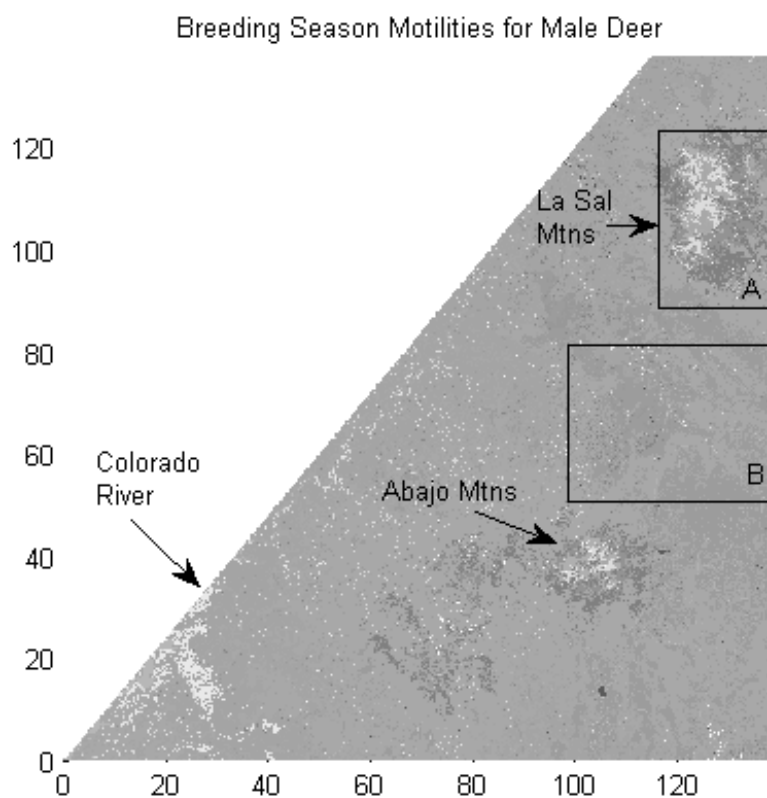 Breeding Season Motilities for Male Deer
120
100
80
60
40
20
0
La Sal
Mtns
A
B
Colorado
River
Abajo Mtns
0 20 40 60 80 100 120